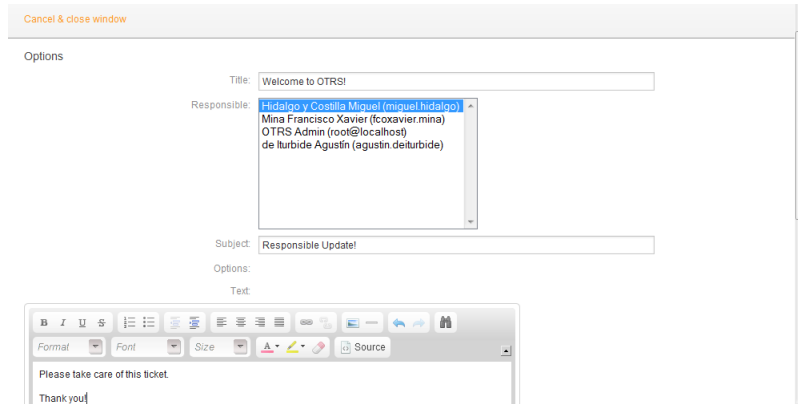 Cancel & close window
Options
Title: Welcome to OTRS!
Responsible: Hidalgo y Costilla Miguel (miguel.hidalgo)
Mina Francisco Xavier (fcoxavier.mina)
OTRS Admin (root@localhost)
de Iturbide Agustín (agustin.deiturbide)
Subject: Responsible Update!
Options:
Text:
B I U S
Format Font Size A Source
Please take care of this ticket.
Thank you!